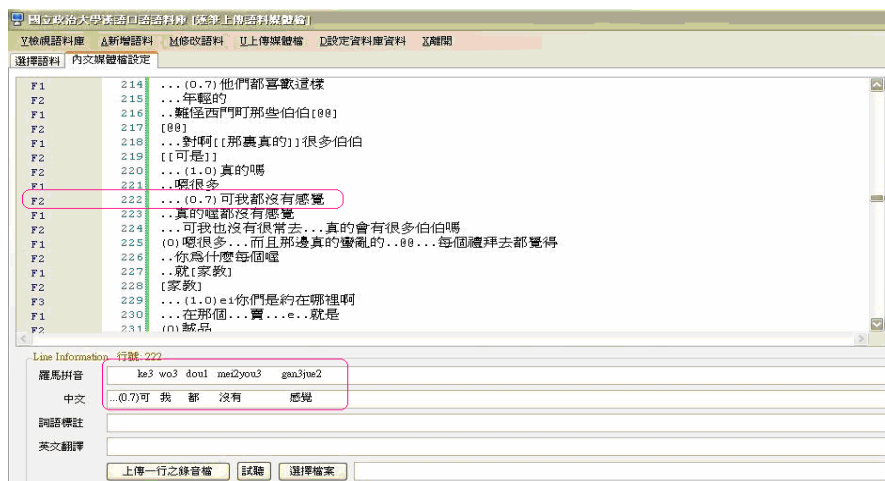 國立政治大學漢語口語語料庫 [逐筆上傳語料媒體檔]
V檢視語料庫 A新增語料 M修改語料 U上傳媒體檔 D設定資料庫資料 X離開
選擇語料 內文媒體檔設定
F1 214 ...(0.7)他們都喜歡這樣
F2 215 ...年輕的
F1 216 ..難怪西門町那些伯伯[@@]
F2 217 [@@]
F1 218 ...對啊[[那裏真的]]很多伯伯
F2 219 [[可是]]
F2 220 ...(1.0)真的嗎
F1 221 ..嗯很多
F2 222 ...(0.7)可我都沒有感覺
F1 223 ..真的喔都沒有感覺
F2 224 ...可我也沒有很常去...真的會有很多伯伯嗎
F1 225 (0)嗯很多...而且那邊真的蠻亂的..@@...每個禮拜去都覺得
F2 226 ..你爲什麼每個喔
F1 227 ..就[家教]
F2 228 [家教]
F3 229 ...(1.0)ei你們是約在哪裡啊
F1 230 ...在那個...賣...e..就是
F2 231 (0)誠品
Line Information 行號: 222
羅馬拼音 ke3 wo3 dou1 mei2you3 gan3jue2
中文 ...(0.7)可 我 都 沒有 感覺
詞語標註
英文翻譯
上傳一行之錄音檔 試聽 選擇檔案